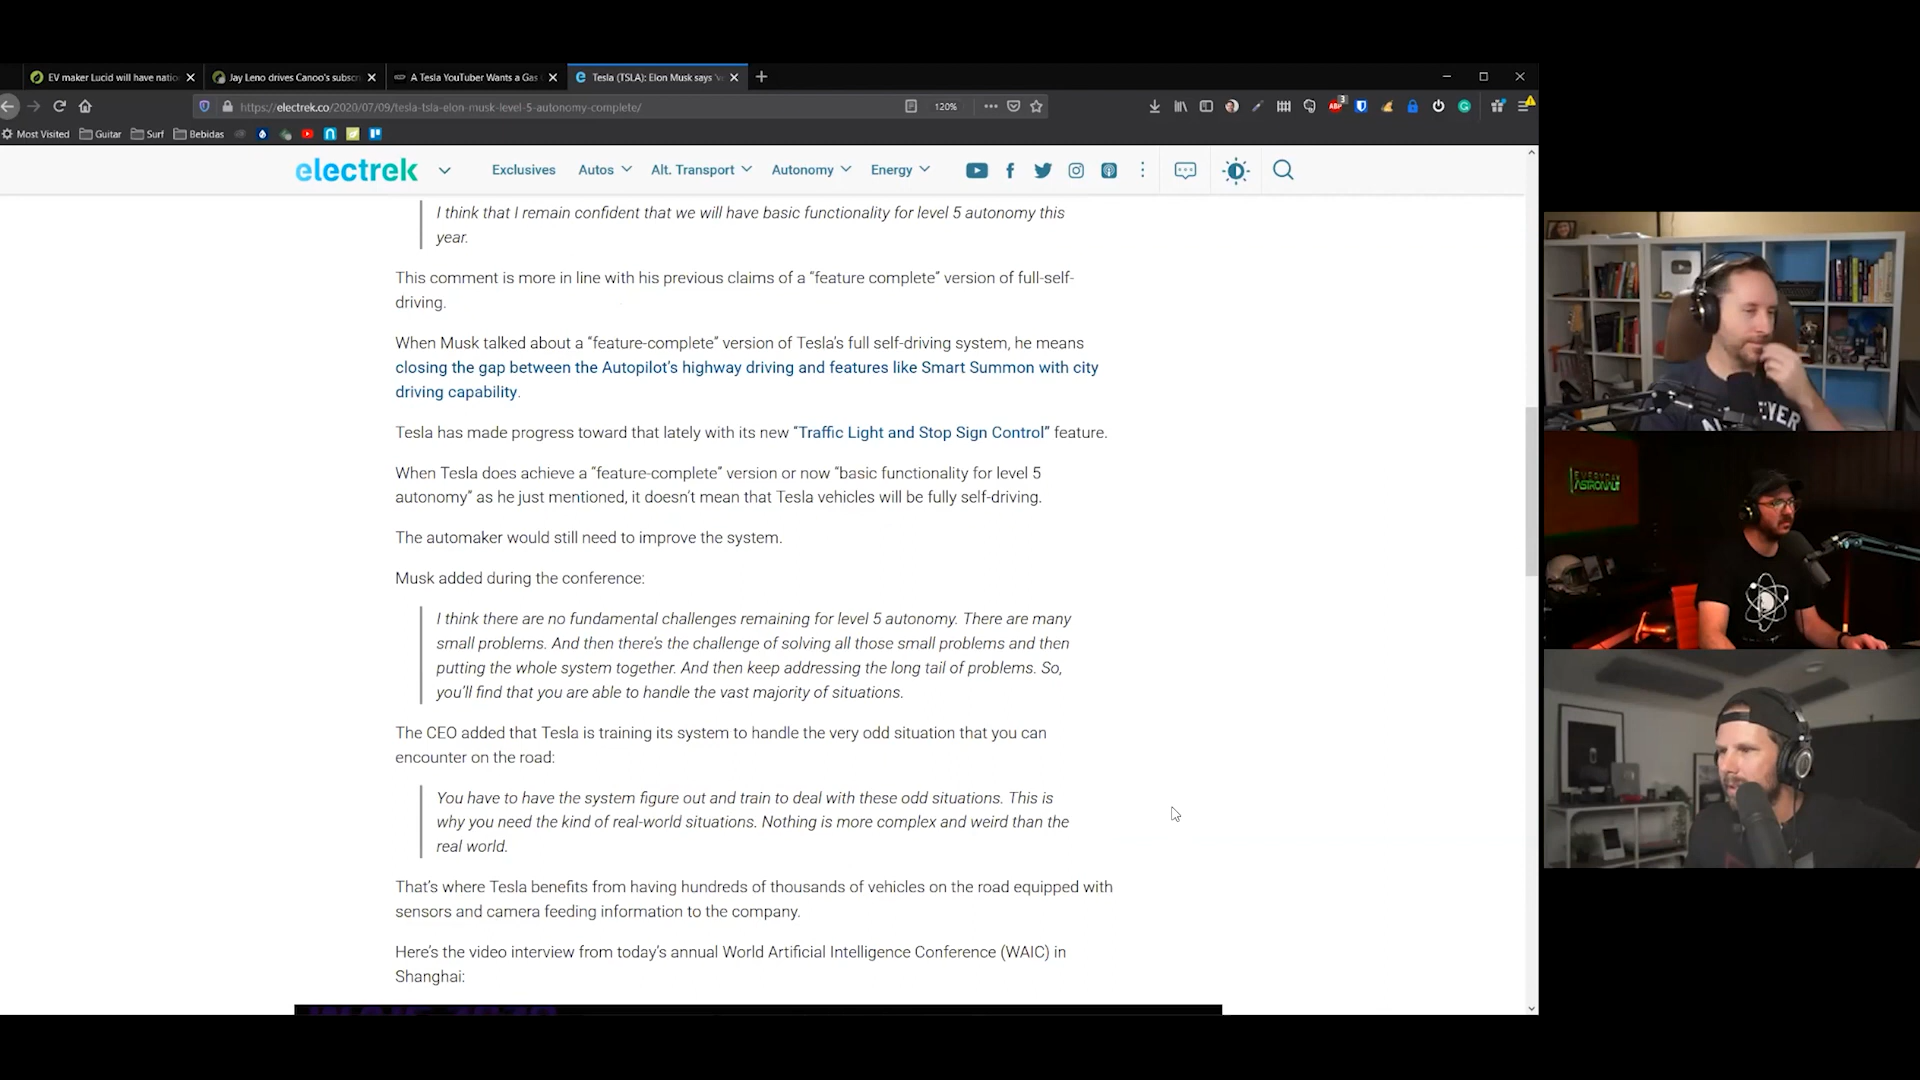 EV maker Lucid will have natio
Jay Leno drives Canoo's subscr
A Tesla YouTuber Wants a Gas
Tesla (TSLA): Elon Musk says 'v
https://electrek.co/2020/07/09/tesla-tsla-elon-musk-level-5-autonomy-complete/
120%
Most Visited
Guitar
Surf
Bebidas
electrek
Exclusives
Autos
Alt. Transport
Autonomy
Energy
I think that I remain confident that we will have basic functionality for level 5 autonomy this
year.
This comment is more in line with his previous claims of a “feature complete” version of full-self-
driving.
When Musk talked about a “feature-complete” version of Tesla’s full self-driving system, he means
closing the gap between the Autopilot’s highway driving and features like Smart Summon with city
driving capability.
Tesla has made progress toward that lately with its new “Traffic Light and Stop Sign Control” feature.
When Tesla does achieve a “feature-complete” version or now “basic functionality for level 5
autonomy” as he just mentioned, it doesn’t mean that Tesla vehicles will be fully self-driving.
The automaker would still need to improve the system.
Musk added during the conference:
I think there are no fundamental challenges remaining for level 5 autonomy. There are many
small problems. And then there’s the challenge of solving all those small problems and then
putting the whole system together. And then keep addressing the long tail of problems. So,
you’ll find that you are able to handle the vast majority of situations.
The CEO added that Tesla is training its system to handle the very odd situation that you can
encounter on the road:
You have to have the system figure out and train to deal with these odd situations. This is
why you need the kind of real-world situations. Nothing is more complex and weird than the
real world.
That’s where Tesla benefits from having hundreds of thousands of vehicles on the road equipped with
sensors and camera feeding information to the company.
Here’s the video interview from today’s annual World Artificial Intelligence Conference (WAIC) in
Shanghai:
EVERYDAY
ASTRONAUT